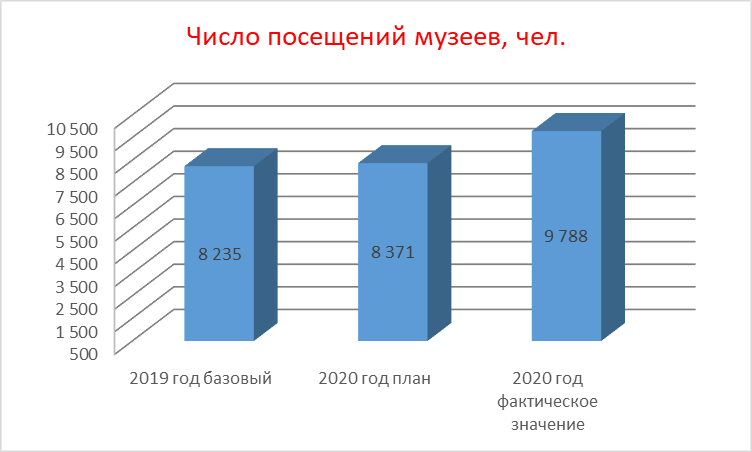 Число посещений музеев, чел.
10 500
9 500
8 500
7 500
6 500
5 500
4 500
3 500
2 500
1 500
500
8 235
8 371
9 788
2019 год базовый
2020 год план
2020 год
фактическое
значение